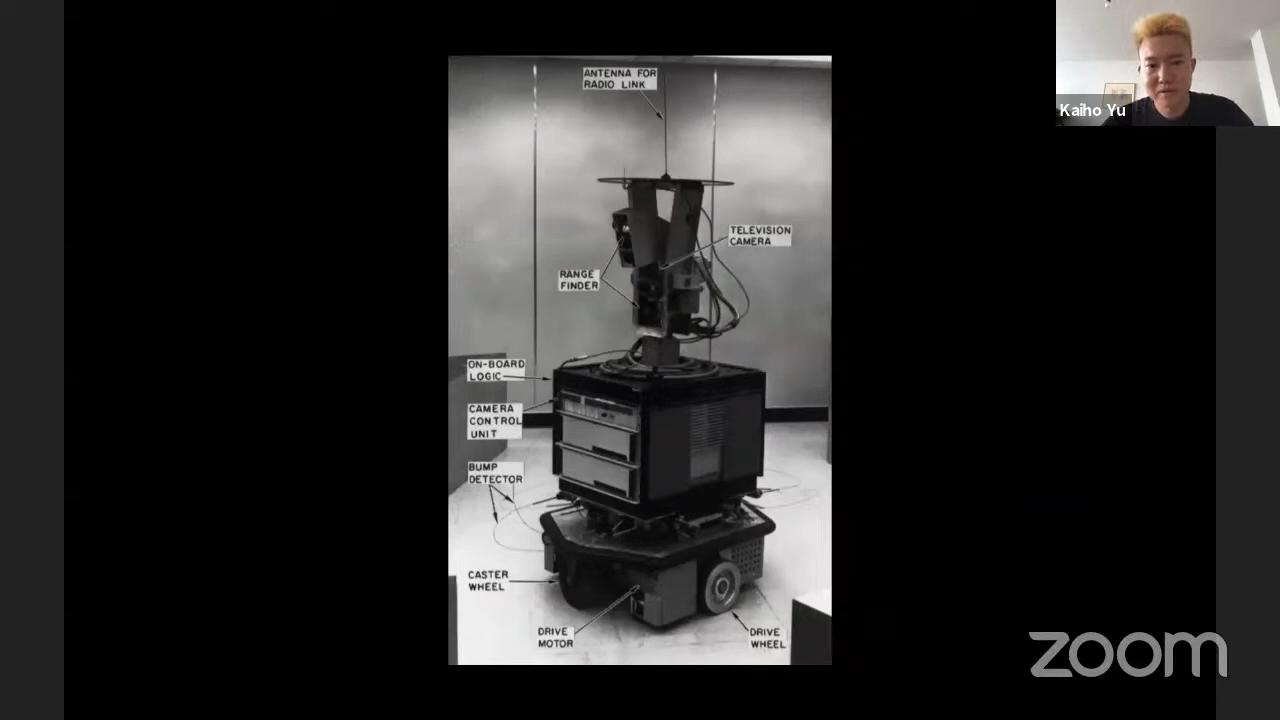 ANTENNA FOR
RADIO LINK
TELEVISION
CAMERA
RANGE
FINDER
ON-BOARD
LOGIC
CAMERA
CONTROL
UNIT
BUMP
DETECTOR
CASTER
WHEEL
DRIVE
MOTOR
DRIVE
WHEEL
Kaiho Yu
zoom